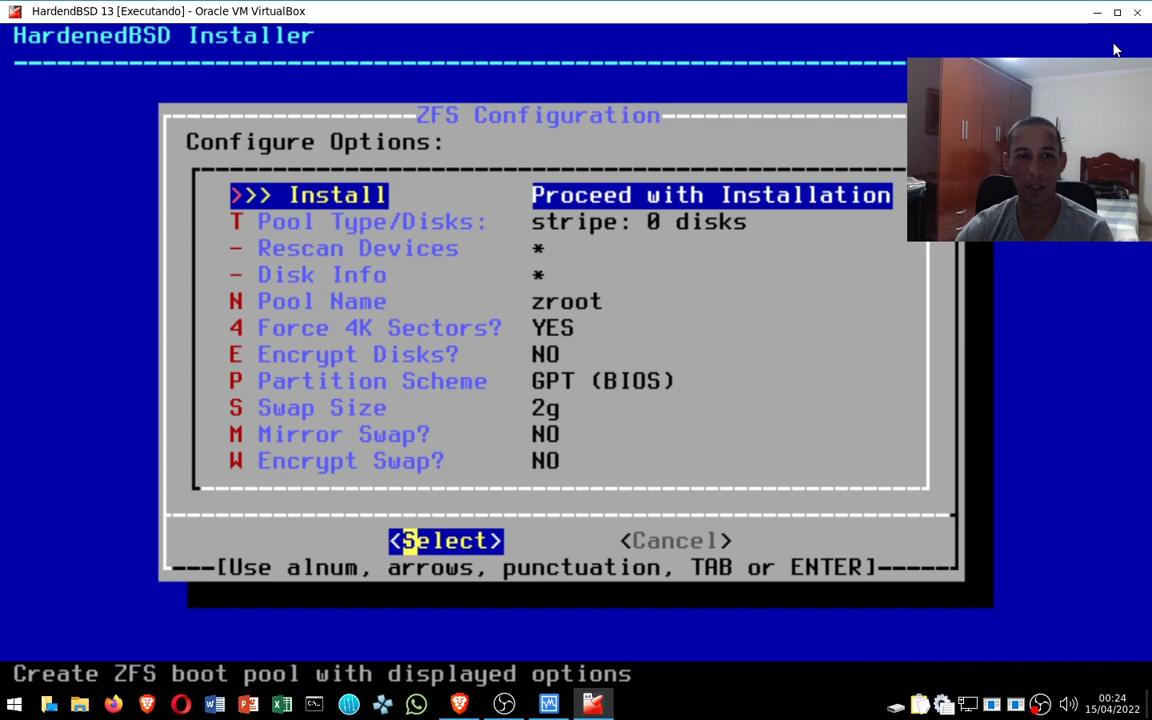 HardendBSD 13 [Executando] - Oracle VM VirtualBox
HardenedBSD Installer
ZFS Configuration
Configure Options:
>>> Install Proceed with Installation
T Pool Type/Disks: stripe: 0 disks
- Rescan Devices *
- Disk Info *
N Pool Name zroot
4 Force 4K Sectors? YES
E Encrypt Disks? NO
P Partition Scheme GPT (BIOS)
S Swap Size 2g
M Mirror Swap? NO
W Encrypt Swap? NO
<Select> <Cancel>
[Use alnum, arrows, punctuation, TAB or ENTER]
Create ZFS boot pool with displayed options
00:24
15/04/2022